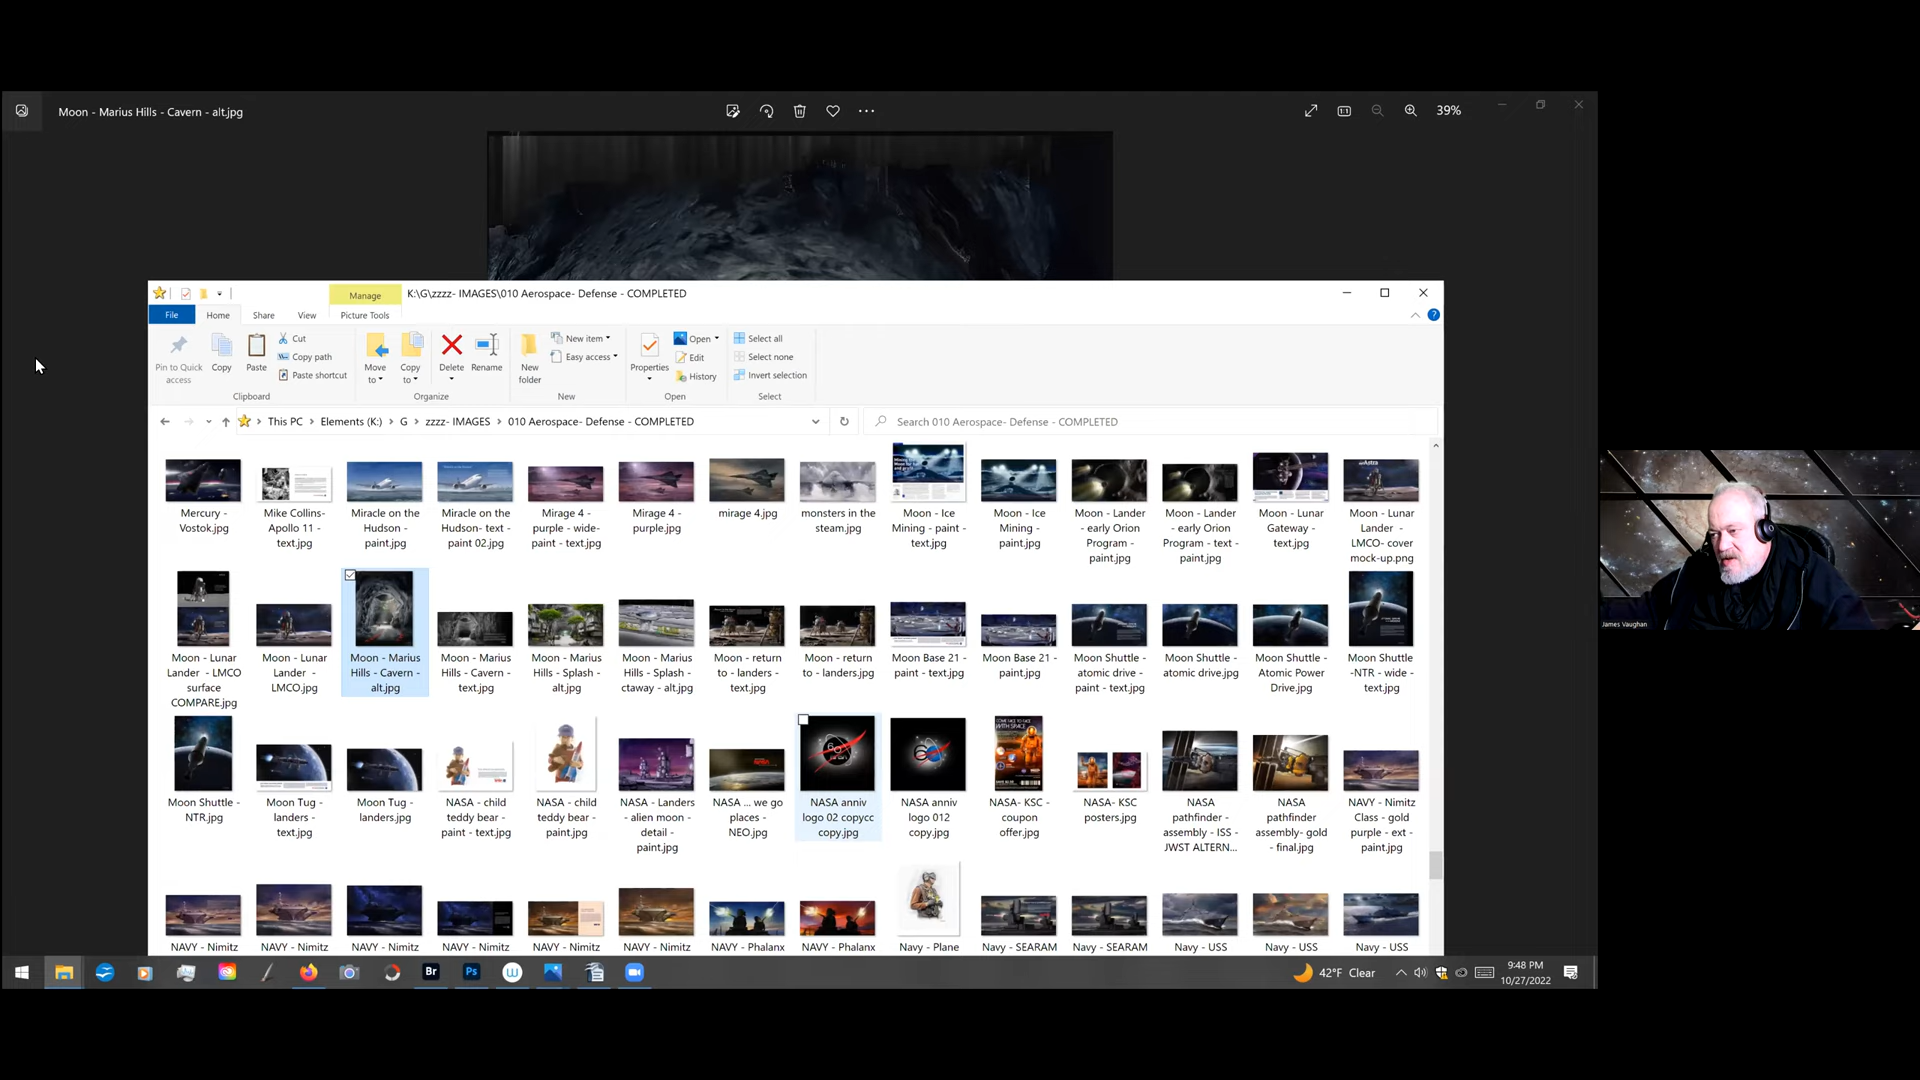 Moon - Marius Hills - Cavern - alt.jpg
39%
Manage
K:\G\zzzz- IMAGES\010 Aerospace- Defense - COMPLETED
File
Home
Share
View
Picture Tools
Pin to Quick
access
Copy
Paste
Cut
Copy path
Paste shortcut
Clipboard
Move
to
Copy
to
Delete
Rename
Organize
New
folder
New item
Easy access
New
Properties
Open
Edit
History
Open
Select all
Select none
Invert selection
Select
This PC
Elements (K:)
G
zzzz- IMAGES
010 Aerospace- Defense - COMPLETED
Search 010 Aerospace- Defense - COMPLETED
Mercury -
Vostok.jpg
Mike Collins-
Apollo 11 -
text.jpg
Miracle on the
Hudson -
paint.jpg
Miracle on the
Hudson- text -
paint 02.jpg
Mirage 4 -
purple - wide-
paint - text.jpg
Mirage 4 -
purple.jpg
mirage 4.jpg
monsters in the
steam.jpg
Moon - Ice
Mining - paint -
text.jpg
Moon - Ice
Mining -
paint.jpg
Moon - Lander
- early Orion
Program -
paint.jpg
Moon - Lander
- early Orion
Program - text -
paint.jpg
Moon - Lunar
Gateway -
text.jpg
Moon - Lunar
Lander -
LMCO- cover
mock-up.png
Moon - Lunar
Lander - LMCO
surface
COMPARE.jpg
Moon - Lunar
Lander -
LMCO.jpg
Moon - Marius
Hills - Cavern -
alt.jpg
Moon - Marius
Hills - Cavern -
text.jpg
Moon - Marius
Hills - Splash -
alt.jpg
Moon - Marius
Hills - Splash -
ctaway - alt.jpg
Moon - return
to - landers -
text.jpg
Moon - return
to - landers.jpg
Moon Base 21 -
paint - text.jpg
Moon Base 21 -
paint.jpg
Moon Shuttle -
atomic drive -
paint - text.jpg
Moon Shuttle -
atomic drive.jpg
Moon Shuttle -
Atomic Power
Drive.jpg
Moon Shuttle
-NTR - wide -
text.jpg
Moon Shuttle -
NTR.jpg
Moon Tug -
landers -
text.jpg
Moon Tug -
landers.jpg
NASA - child
teddy bear -
paint - text.jpg
NASA - child
teddy bear -
paint.jpg
NASA - Landers
- alien moon -
detail -
paint.jpg
NASA ... we go
places -
NEO.jpg
NASA anniv
logo 02 copycc
copy.jpg
NASA anniv
logo 012
copy.jpg
NASA- KSC -
coupon
offer.jpg
NASA- KSC
posters.jpg
NASA
pathfinder -
assembly - ISS -
JWST ALTERN...
NASA
pathfinder
assembly- gold
- final.jpg
NAVY - Nimitz
Class - gold
purple - ext -
paint.jpg
NAVY - Nimitz
NAVY - Nimitz
NAVY - Nimitz
NAVY - Nimitz
NAVY - Nimitz
NAVY - Nimitz
NAVY - Phalanx
NAVY - Phalanx
Navy - Plane
Navy - SEARAM
Navy - SEARAM
Navy - USS
Navy - USS
Navy - USS
Br
Ps
42°F Clear
9:48 PM
10/27/2022
James Vaughan